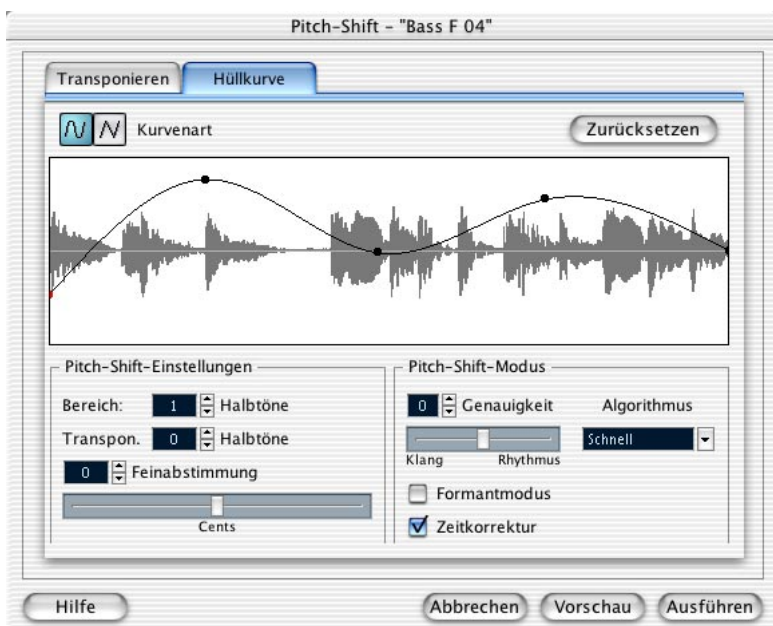 Pitch-Shift - "Bass F 04"
Transponieren Hüllkurve
Kurvenart Zurücksetzen
Pitch-Shift-Einstellungen
Bereich: 1 Halbtöne
Transpon. 0 Halbtöne
0 Feinabstimmung
Cents
Pitch-Shift-Modus
0 Genauigkeit Algorithmus
Schnell
Klang Rhythmus
Formantmodus
Zeitkorrektur
Hilfe Abbrechen Vorschau Ausführen